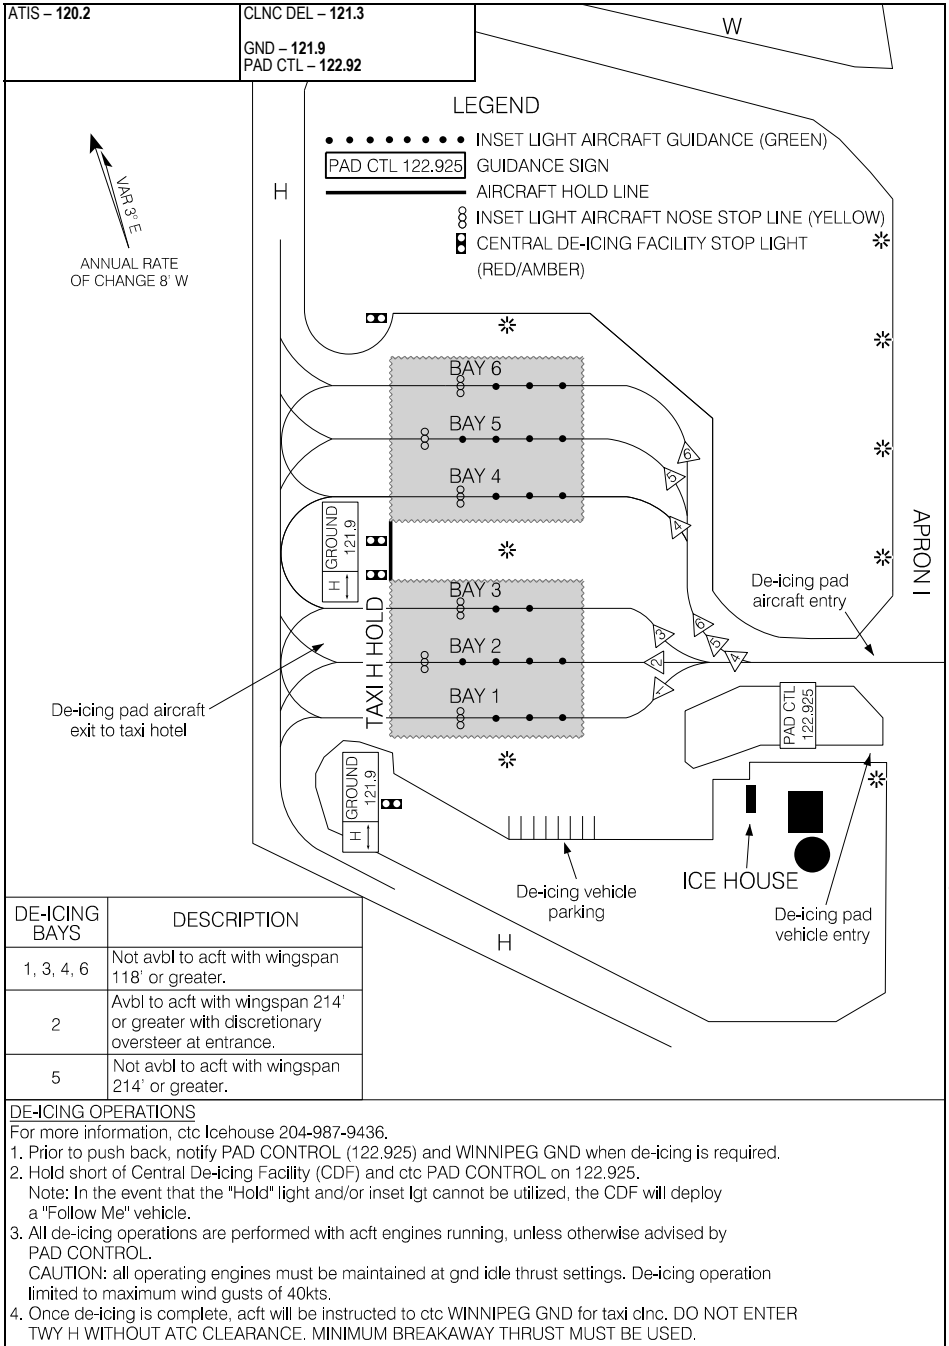 ATIS – 120.2
CLNC DEL – 121.3
GND – 121.9
PAD CTL – 122.92
W
LEGEND
INSET LIGHT AIRCRAFT GUIDANCE (GREEN)
PAD CTL 122.925
GUIDANCE SIGN
AIRCRAFT HOLD LINE
INSET LIGHT AIRCRAFT NOSE STOP LINE (YELLOW)
CENTRAL DE-ICING FACILITY STOP LIGHT
(RED/AMBER)
H
VAR 3° E
ANNUAL RATE
OF CHANGE 8' W
BAY 6
BAY 5
BAY 4
6
5
4
GROUND
121.9
H
APRON I
De-icing pad
aircraft entry
BAY 3
BAY 2
BAY 1
3
2
1
6
5
4
TAXI H HOLD
De-icing pad aircraft
exit to taxi hotel
PAD CTL
122.925
GROUND
121.9
H
ICE HOUSE
De-icing vehicle
parking
De-icing pad
vehicle entry
H
DE-ICING
BAYS
DESCRIPTION
1, 3, 4, 6
Not avbl to acft with wingspan
118' or greater.
2
Avbl to acft with wingspan 214'
or greater with discretionary
oversteer at entrance.
5
Not avbl to acft with wingspan
214' or greater.
DE-ICING OPERATIONS
For more information, ctc Icehouse 204-987-9436.
1. Prior to push back, notify PAD CONTROL (122.925) and WINNIPEG GND when de-icing is required.
2. Hold short of Central De-icing Facility (CDF) and ctc PAD CONTROL on 122.925.
Note: In the event that the "Hold" light and/or inset lgt cannot be utilized, the CDF will deploy
a "Follow Me" vehicle.
3. All de-icing operations are performed with acft engines running, unless otherwise advised by
PAD CONTROL.
CAUTION: all operating engines must be maintained at gnd idle thrust settings. De-icing operation
limited to maximum wind gusts of 40kts.
4. Once de-icing is complete, acft will be instructed to ctc WINNIPEG GND for taxi clnc. DO NOT ENTER
TWY H WITHOUT ATC CLEARANCE. MINIMUM BREAKAWAY THRUST MUST BE USED.